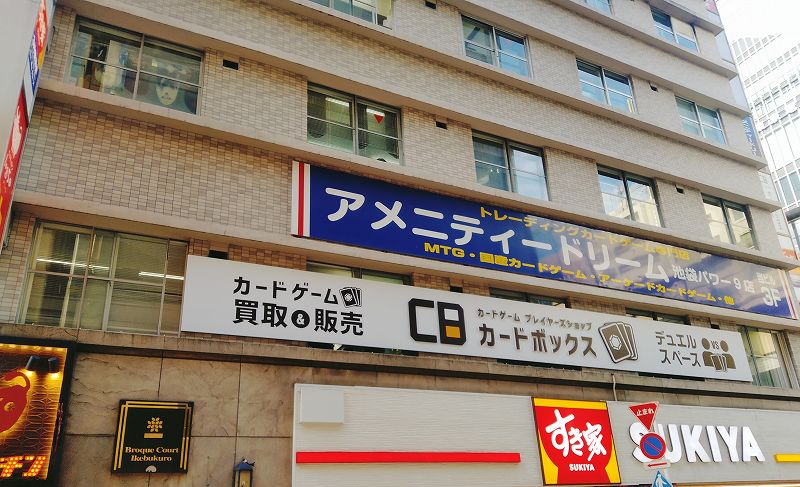 トレーディングカードゲーム専門店
アメニティードリーム 池袋パワー9店
MTG・国産カードゲーム・アーケードカードゲーム・他
当ビル
3F
カードゲーム
買取&販売
CB
カードゲーム プレイヤーズショップ
カードボックス
デュエル
スペース
VS
Broque Court
Ikebukuro
すき家
SUKIYA
SUKIYA
止まれ